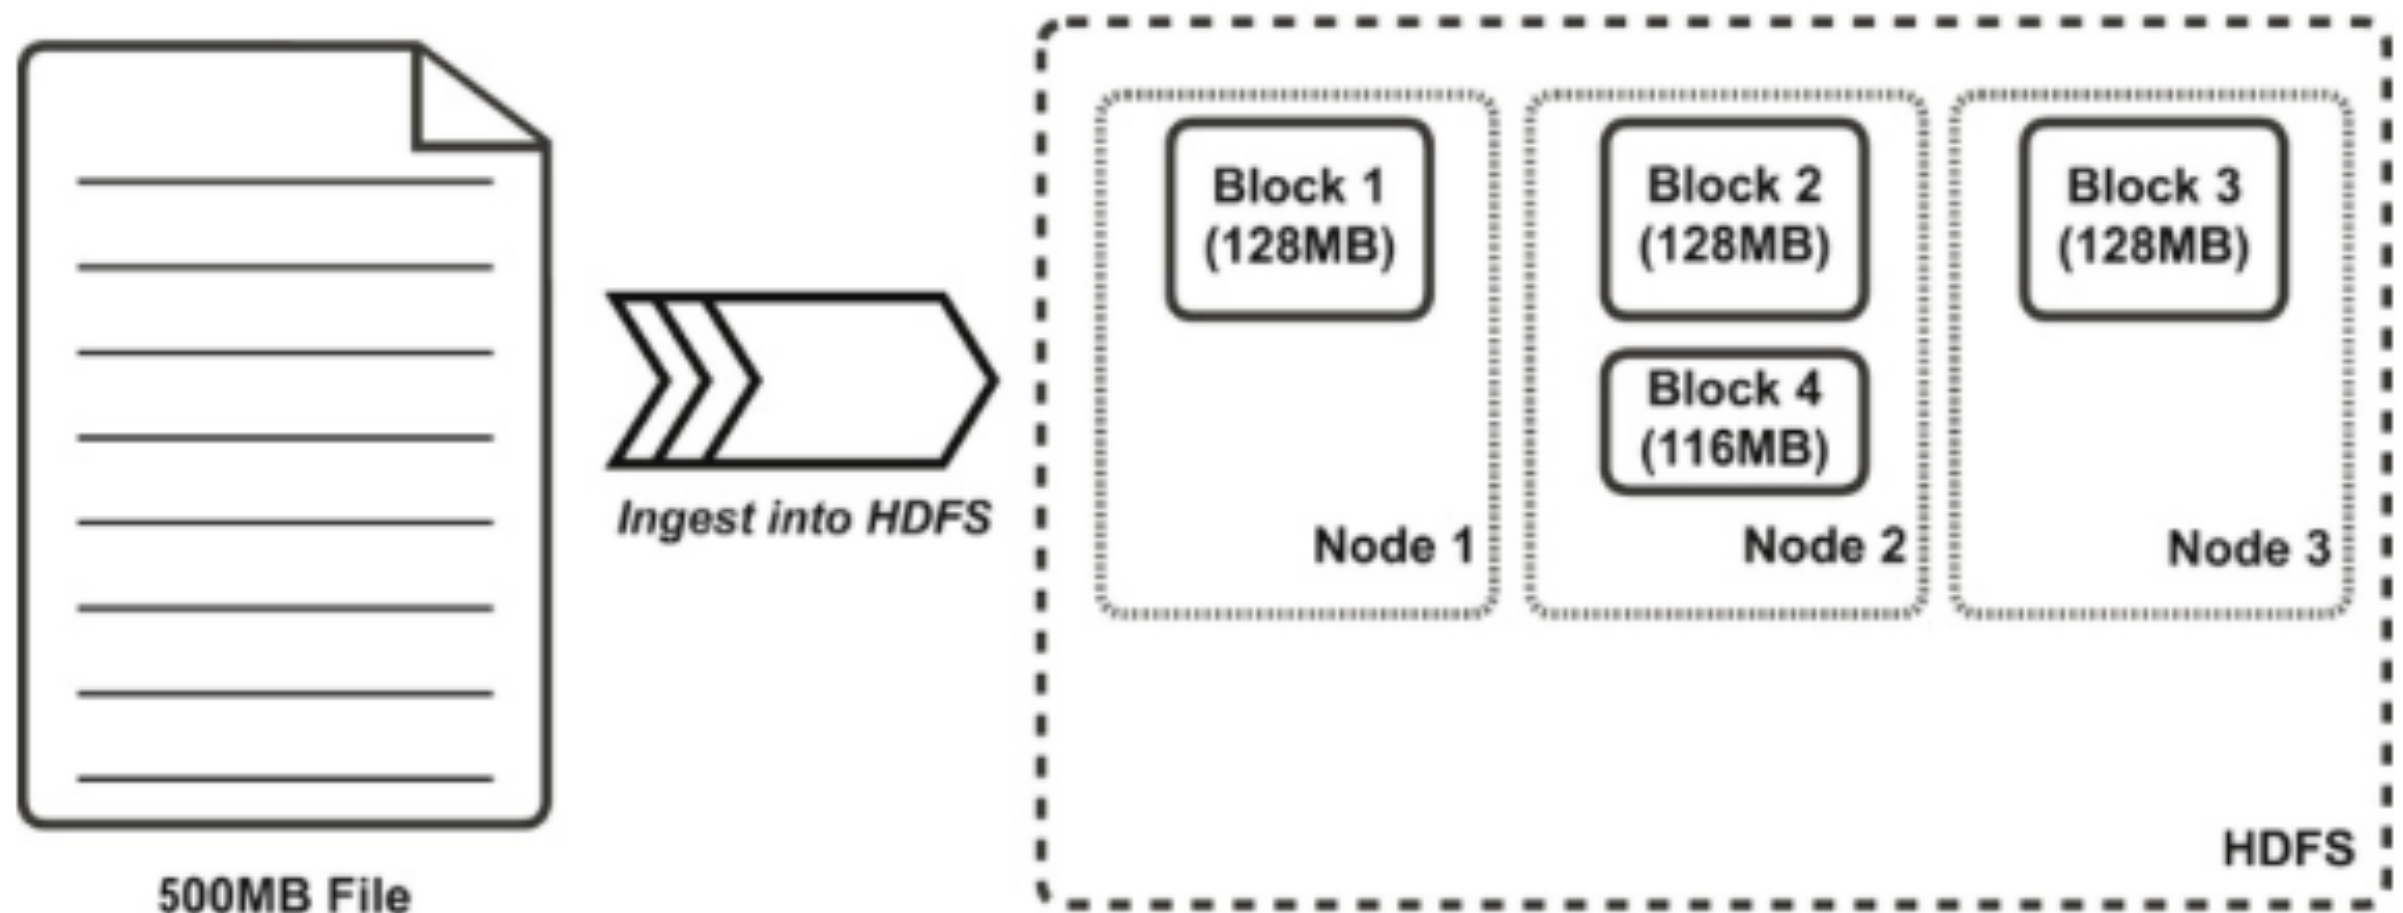 500MB File
Ingest into HDFS
Block 1
(128MB)
Node 1
Block 2
(128MB)
Block 4
(116MB)
Node 2
Block 3
(128MB)
Node 3
HDFS